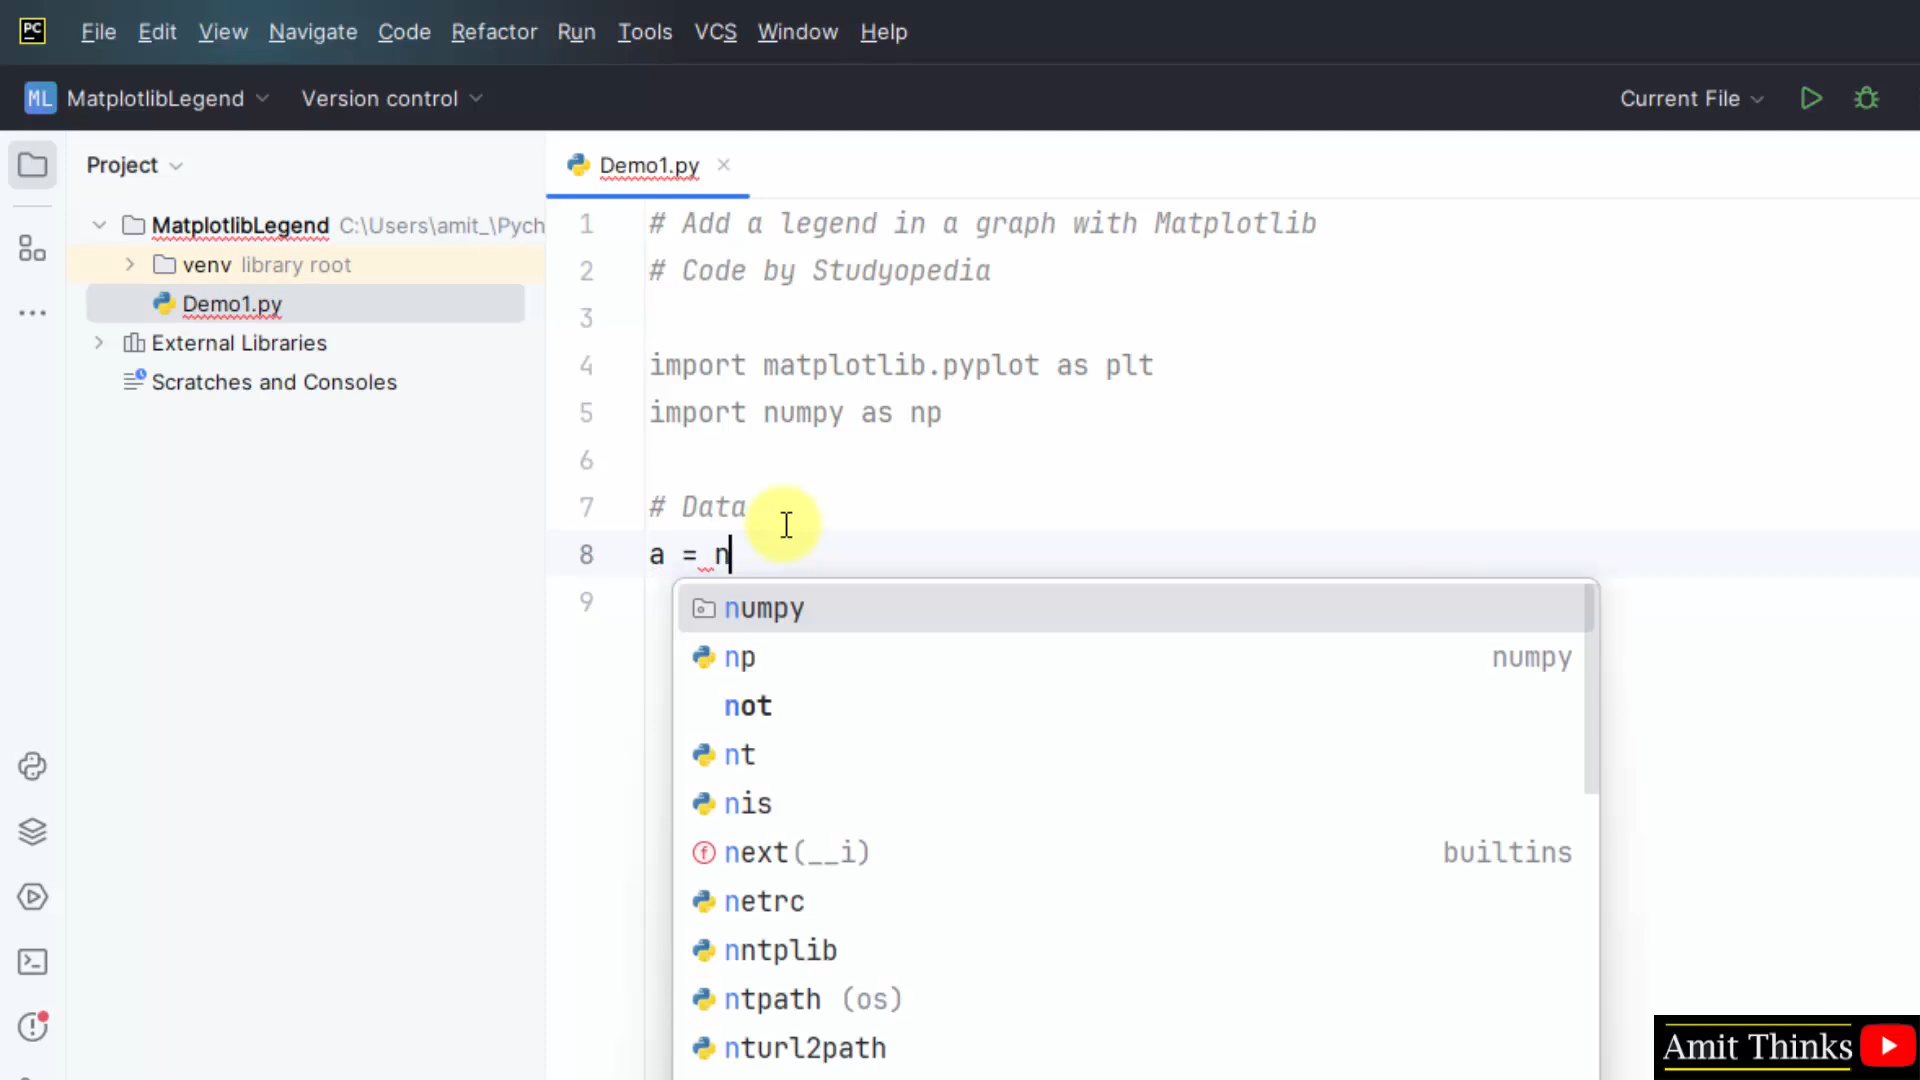 PC File Edit View Navigate Code Refactor Run Tools VCS Window Help
ML MatplotlibLegend Version control Current File
Project
MatplotlibLegend C:\Users\amit_\Pych
venv library root
Demo1.py
External Libraries
Scratches and Consoles
Demo1.py
1 # Add a legend in a graph with Matplotlib
2 # Code by Studyopedia
3
4 import matplotlib.pyplot as plt
5 import numpy as np
6
7 # Data
8 a = n
9
numpy
np numpy
not
nt
nis
next(__i) builtins
netrc
nntplib
ntpath (os)
nturl2path
Amit Thinks